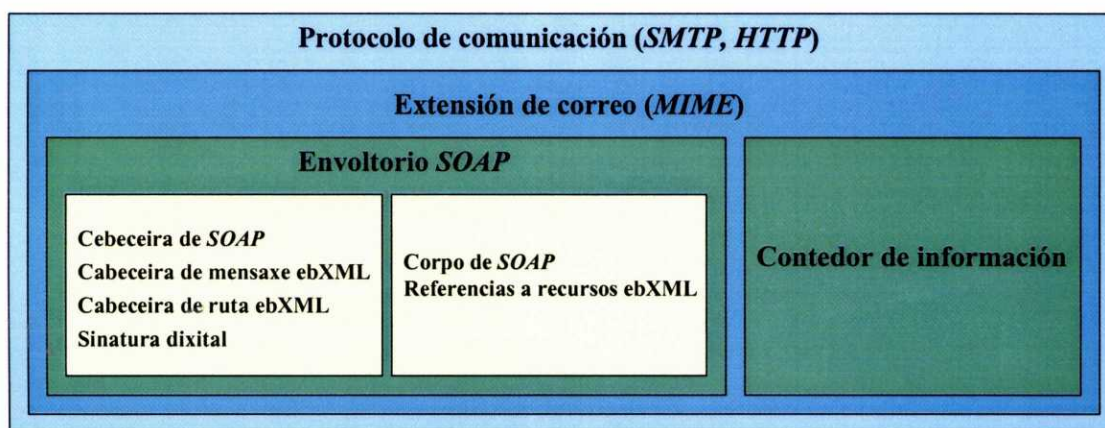 Protocolo de comunicación (SMTP, HTTP)
Extensión de correo (MIME)
Envoltorio SOAP
Cebeceira de SOAP
Cabeceira de mensaxe ebXML
Cabeceira de ruta ebXML
Sinatura dixital
Corpo de SOAP
Referencias a recursos ebXML
Contedor de información